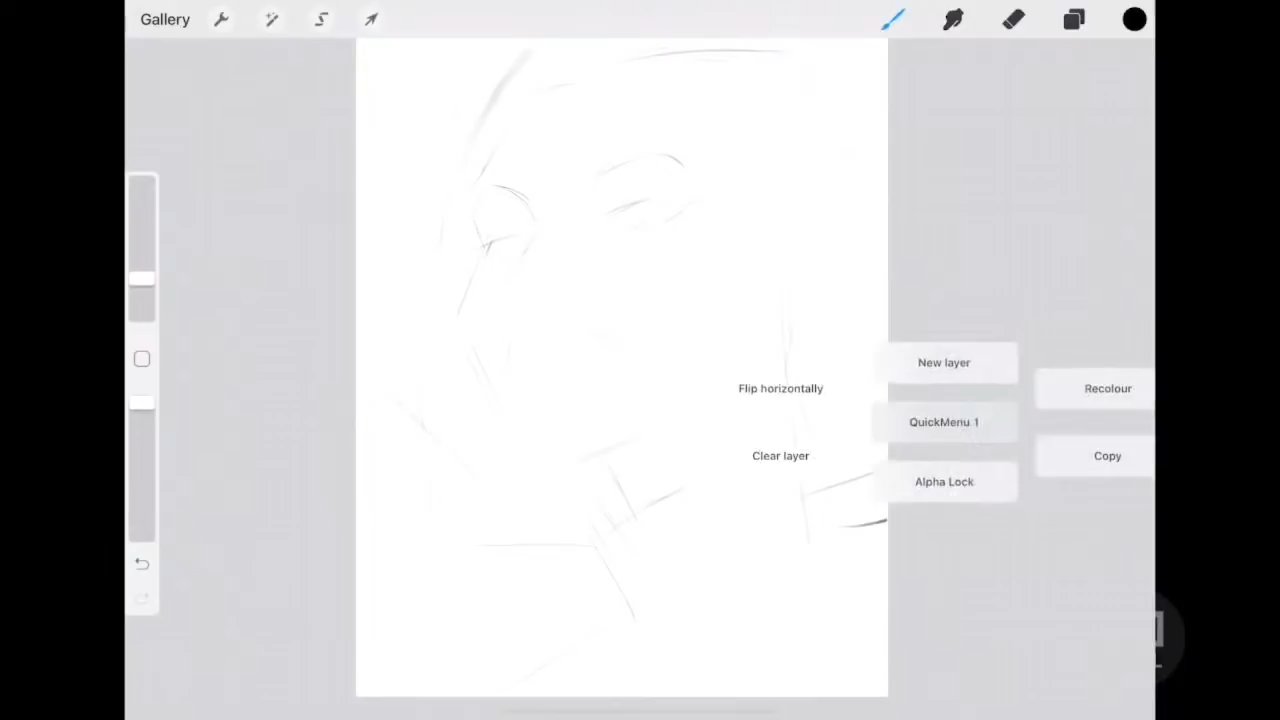 Gallery
New layer
Flip horizontally
Recolour
QuickMenu 1
Clear layer
Copy
Alpha Lock